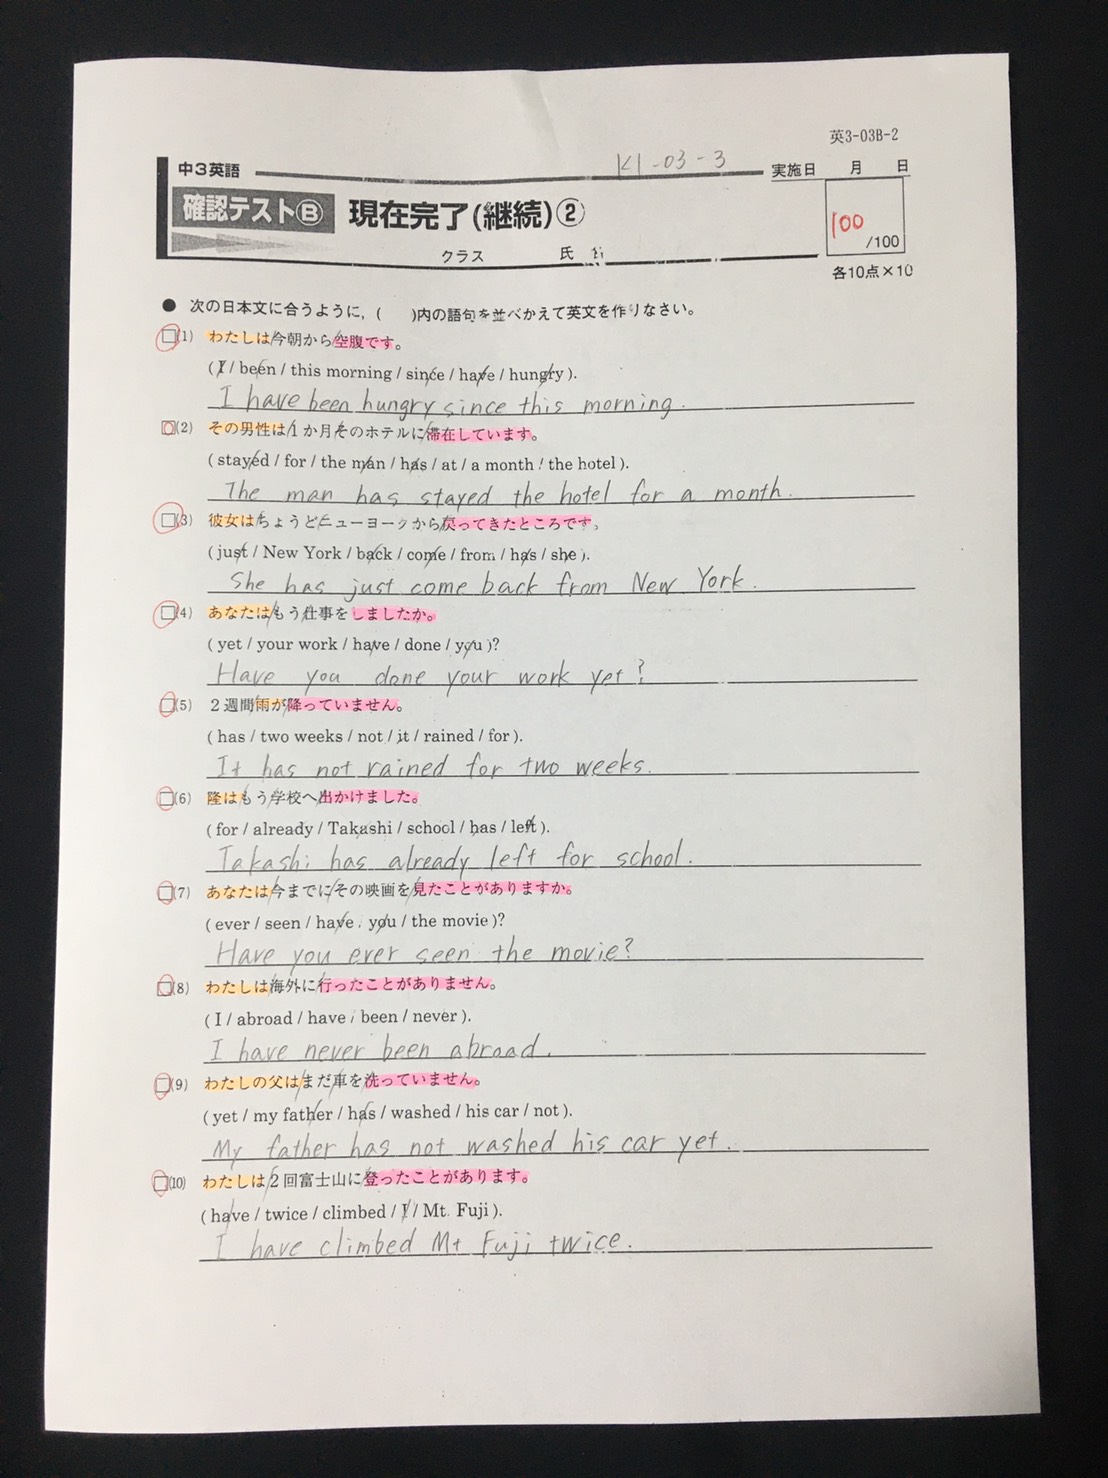 英3-03B-2
中3英語
K1-03-3
実施日 月 日
確認テストⒷ 現在完了(継続)②
100
/100
クラス 氏
各10点×10
● 次の日本文に合うように，( )内の語句を並べかえて英文を作りなさい。
□(1) わたしは今朝から空腹です。
( I / been / this morning / since / have / hungry ).
I have been hungry since this morning.
□(2) その男性は1か月そのホテルに滞在しています。
( stayed / for / the man / has / at / a month / the hotel ).
The man has stayed the hotel for a month.
□(3) 彼女はちょうどニューヨークから戻ってきたところです。
( just / New York / back / come / from / has / she ).
She has just come back from New York.
□(4) あなたはもう仕事をしましたか。
( yet / your work / have / done / you )?
Have you done your work yet?
□(5) 2週間雨が降っていません。
( has / two weeks / not / it / rained / for ).
It has not rained for two weeks.
□(6) 隆はもう学校へ出かけました。
( for / already / Takashi / school / has / left ).
Takashi has already left for school.
□(7) あなたは今までにその映画を見たことがありますか。
( ever / seen / have / you / the movie )?
Have you ever seen the movie?
□(8) わたしは海外に行ったことがありません。
( I / abroad / have / been / never ).
I have never been abroad.
□(9) わたしの父はまだ車を洗っていません。
( yet / my father / has / washed / his car / not ).
My father has not washed his car yet.
□(10) わたしは2回富士山に登ったことがあります。
( have / twice / climbed / I / Mt. Fuji ).
I have climbed Mt Fuji twice.